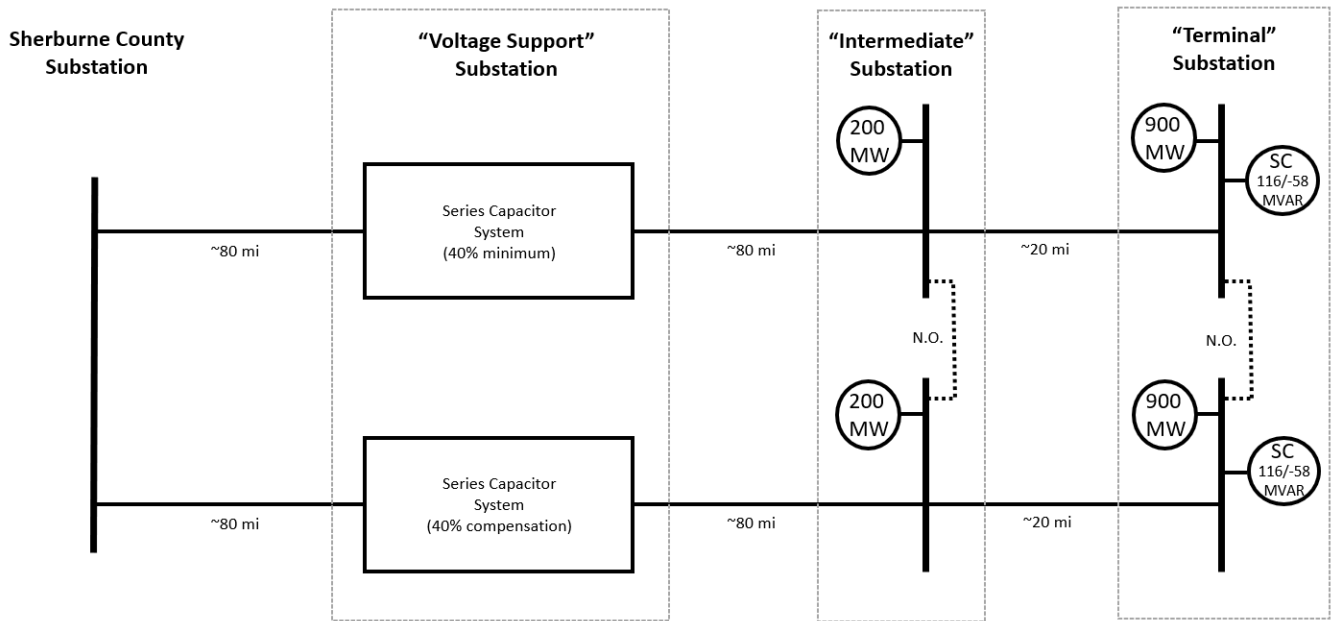 Sherburne County
Substation
“Voltage Support”
Substation
“Intermediate”
Substation
“Terminal”
Substation
200
MW
900
MW
SC
116/-58
MVAR
Series Capacitor
System
(40% minimum)
~80 mi
~80 mi
~20 mi
N.O.
N.O.
200
MW
900
MW
SC
116/-58
MVAR
Series Capacitor
System
(40% compensation)
~80 mi
~80 mi
~20 mi